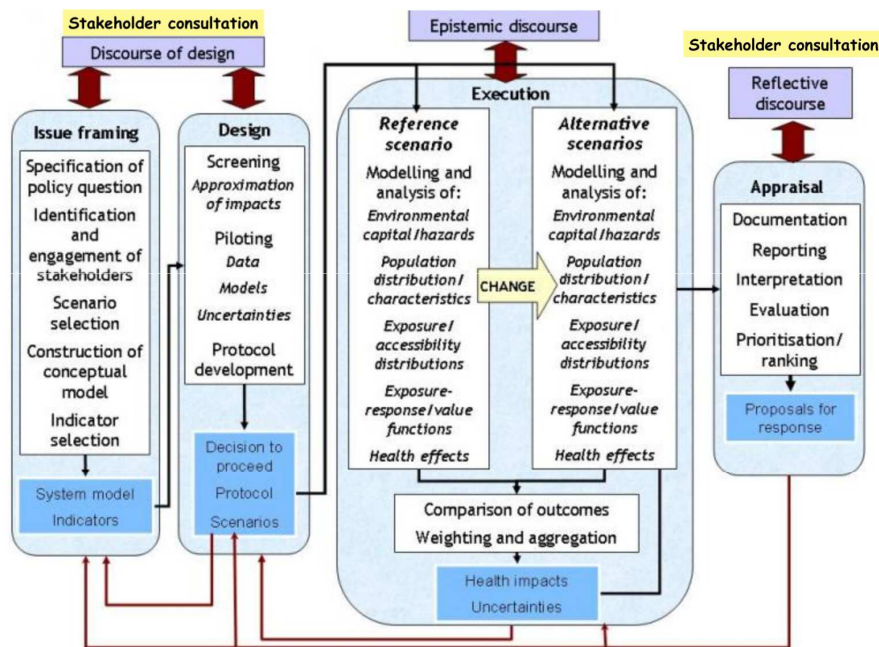 Stakeholder consultation
Discourse of design
Epistemic discourse
Stakeholder consultation
Reflective
discourse
Issue framing
Specification of
policy question
Identification
and
engagement of
stakeholders
Scenario
selection
Construction of
conceptual
model
Indicator
selection
System model
Indicators
Design
Screening
Approximation
of impacts
Piloting
Data
Models
Uncertainties
Protocol
development
Decision to
proceed
Protocol
Scenarios
Execution
Reference
scenario
Modelling and
analysis of:
Environmental
capital/hazards
Population
distribution/
characteristics
Exposure/
accessibility
distributions
Exposure-
response/value
functions
Health effects
CHANGE
Alternative
scenarios
Modelling and
analysis of:
Environmental
capital/hazards
Population
distribution/
characteristics
Exposure/
accessibility
distributions
Exposure-
response/value
functions
Health effects
Comparison of outcomes
Weighting and aggregation
Health impacts
Uncertainties
Appraisal
Documentation
Reporting
Interpretation
Evaluation
Prioritisation/
ranking
Proposals for
response